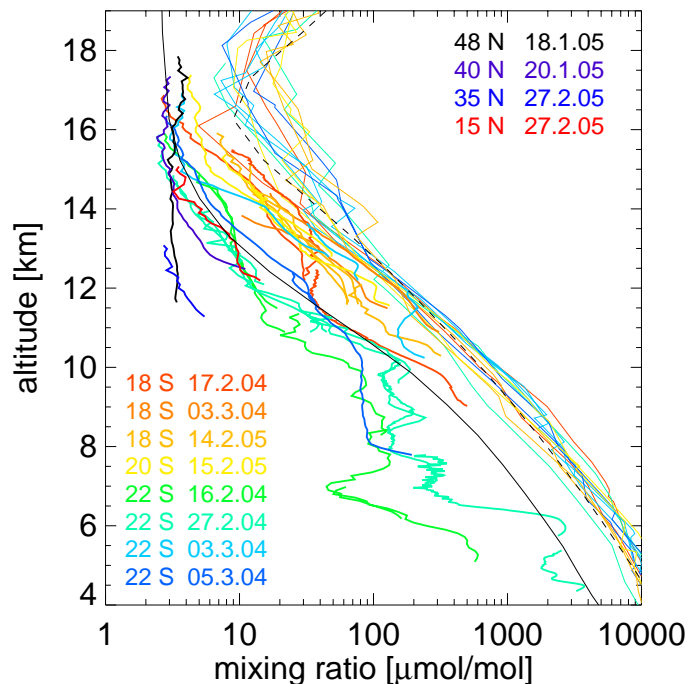 18
16
14
12
10
8
6
4
altitude [km]
48 N 18.1.05
40 N 20.1.05
35 N 27.2.05
15 N 27.2.05
18 S 17.2.04
18 S 03.3.04
18 S 14.2.05
20 S 15.2.05
22 S 16.2.04
22 S 27.2.04
22 S 03.3.04
22 S 05.3.04
1 10 100 1000 10000
mixing ratio [μmol/mol]